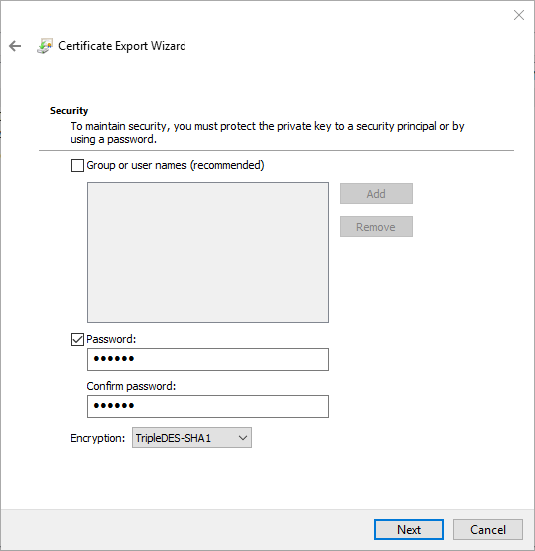 Certificate Export Wizard
Security
To maintain security, you must protect the private key to a security principal or by
using a password.
Group or user names (recommended)
Add
Remove
Password:
••••••
Confirm password:
••••••
Encryption: TripleDES-SHA1
Next Cancel